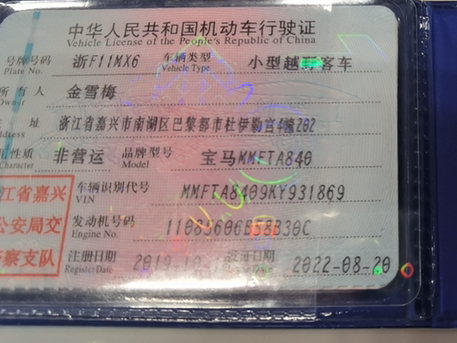 中华人民共和国机动车行驶证
Vehicle License of the People's Republic of China
号牌号码 浙F11MX6 车辆类型 小型越野客车
Plate No. Vehicle Type
所有人 金雪梅
Owner
住 址 浙江省嘉兴市南湖区巴黎都市杜伊勒宫4幢202
Address
性质 非营运 品牌型号 宝马MMFTA840
Model
江省嘉兴 车辆识别代号 MMFTA8409KY931869
VIN
公安局交 发动机号码
Engine No.
警察支队 注册日期 2019-10 发证日期 2022-08-20
Register Date Issue Date